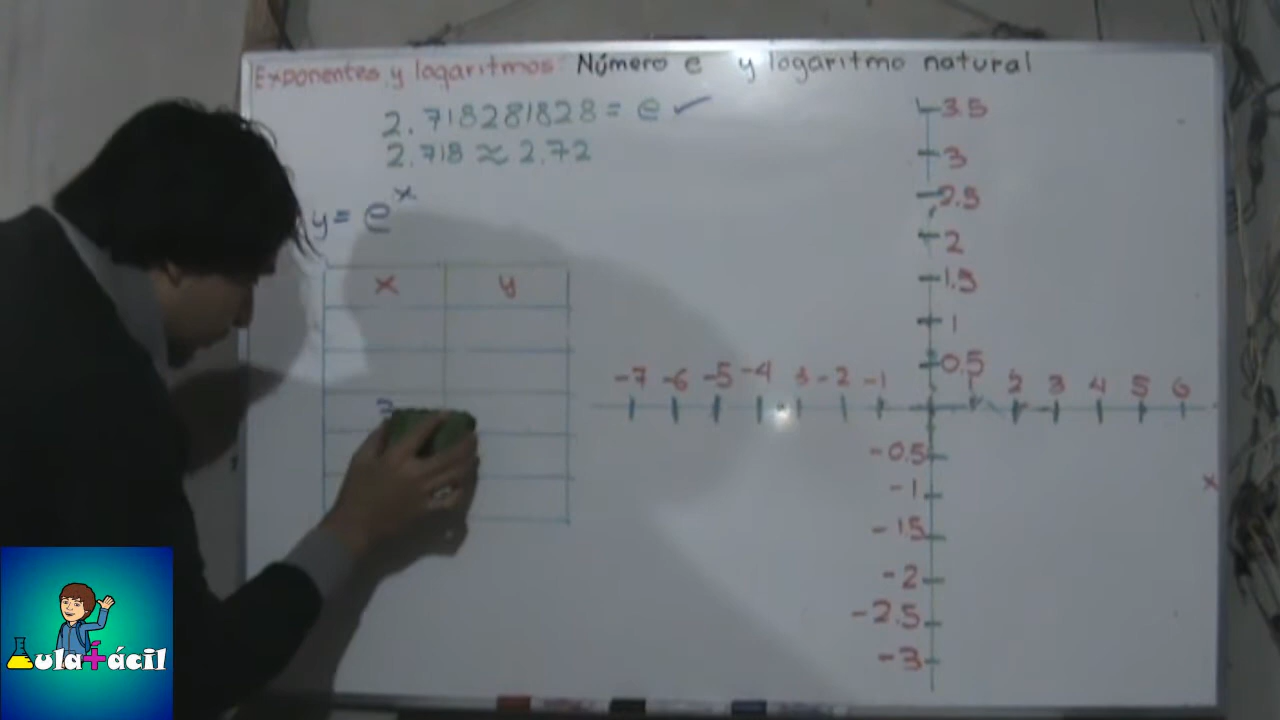 Exponentes y logaritmos: Número e y logaritmo natural
2.718281828 = e ✓
2.718 ≈ 2.72
y = e^x
x y
3.5
3
2.5
2
1.5
1
0.5
-7 -6 -5 -4 3 -2 -1 1 2 3 4 5 6
-0.5
-1
x
-1.5
-2
-2.5
-3
Aula+ácil